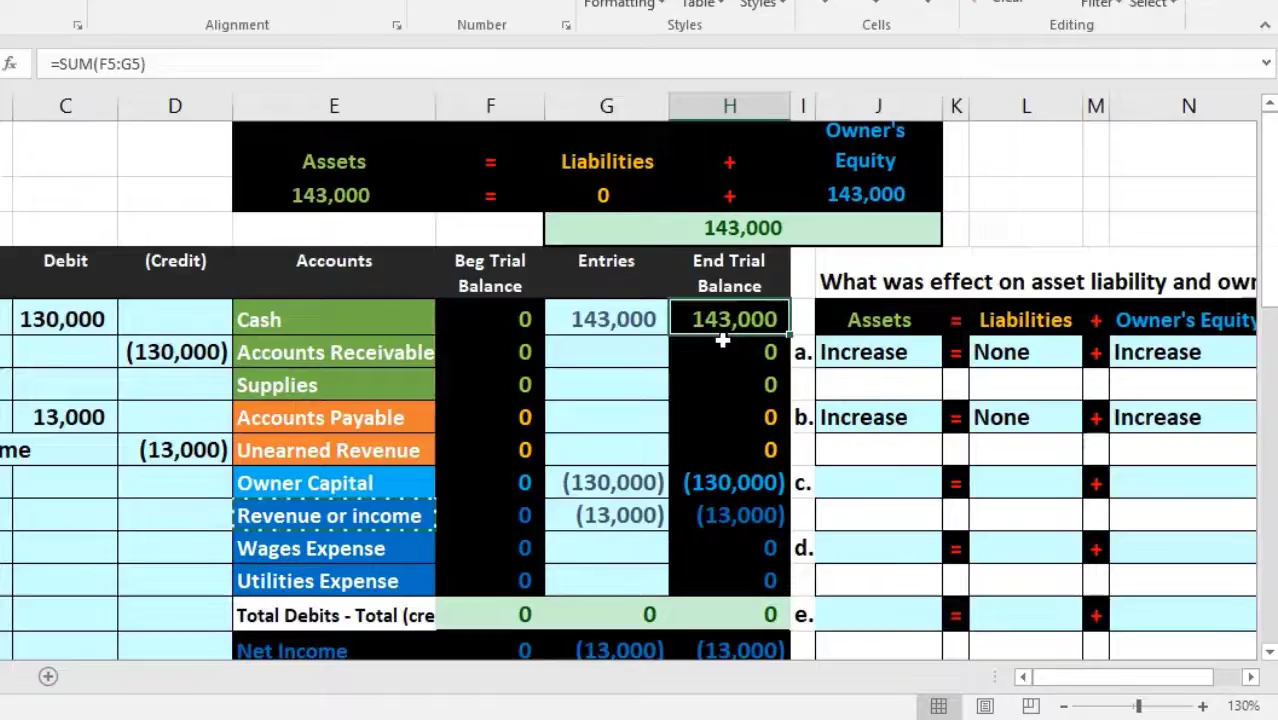 Formatting Table Styles Clear Filter Select
Alignment Number Styles Cells Editing
fx =SUM(F5:G5)
C D E F G H I J K L M N
Owner's
Assets = Liabilities + Equity
143,000 = 0 + 143,000
143,000
Debit (Credit) Accounts Beg Trial Balance Entries End Trial Balance What was effect on asset liability and own
130,000 Cash 0 143,000 143,000 Assets = Liabilities + Owner's Equity
(130,000) Accounts Receivable 0 0 a. Increase = None + Increase
Supplies 0 0
13,000 Accounts Payable 0 0 b. Increase = None + Increase
me (13,000) Unearned Revenue 0 0
Owner Capital 0 (130,000) (130,000) c. = +
Revenue or income 0 (13,000) (13,000)
Wages Expense 0 0 d. = +
Utilities Expense 0 0
Total Debits - Total (cre 0 0 0 e. = +
Net Income 0 (13,000) (13,000)
130%